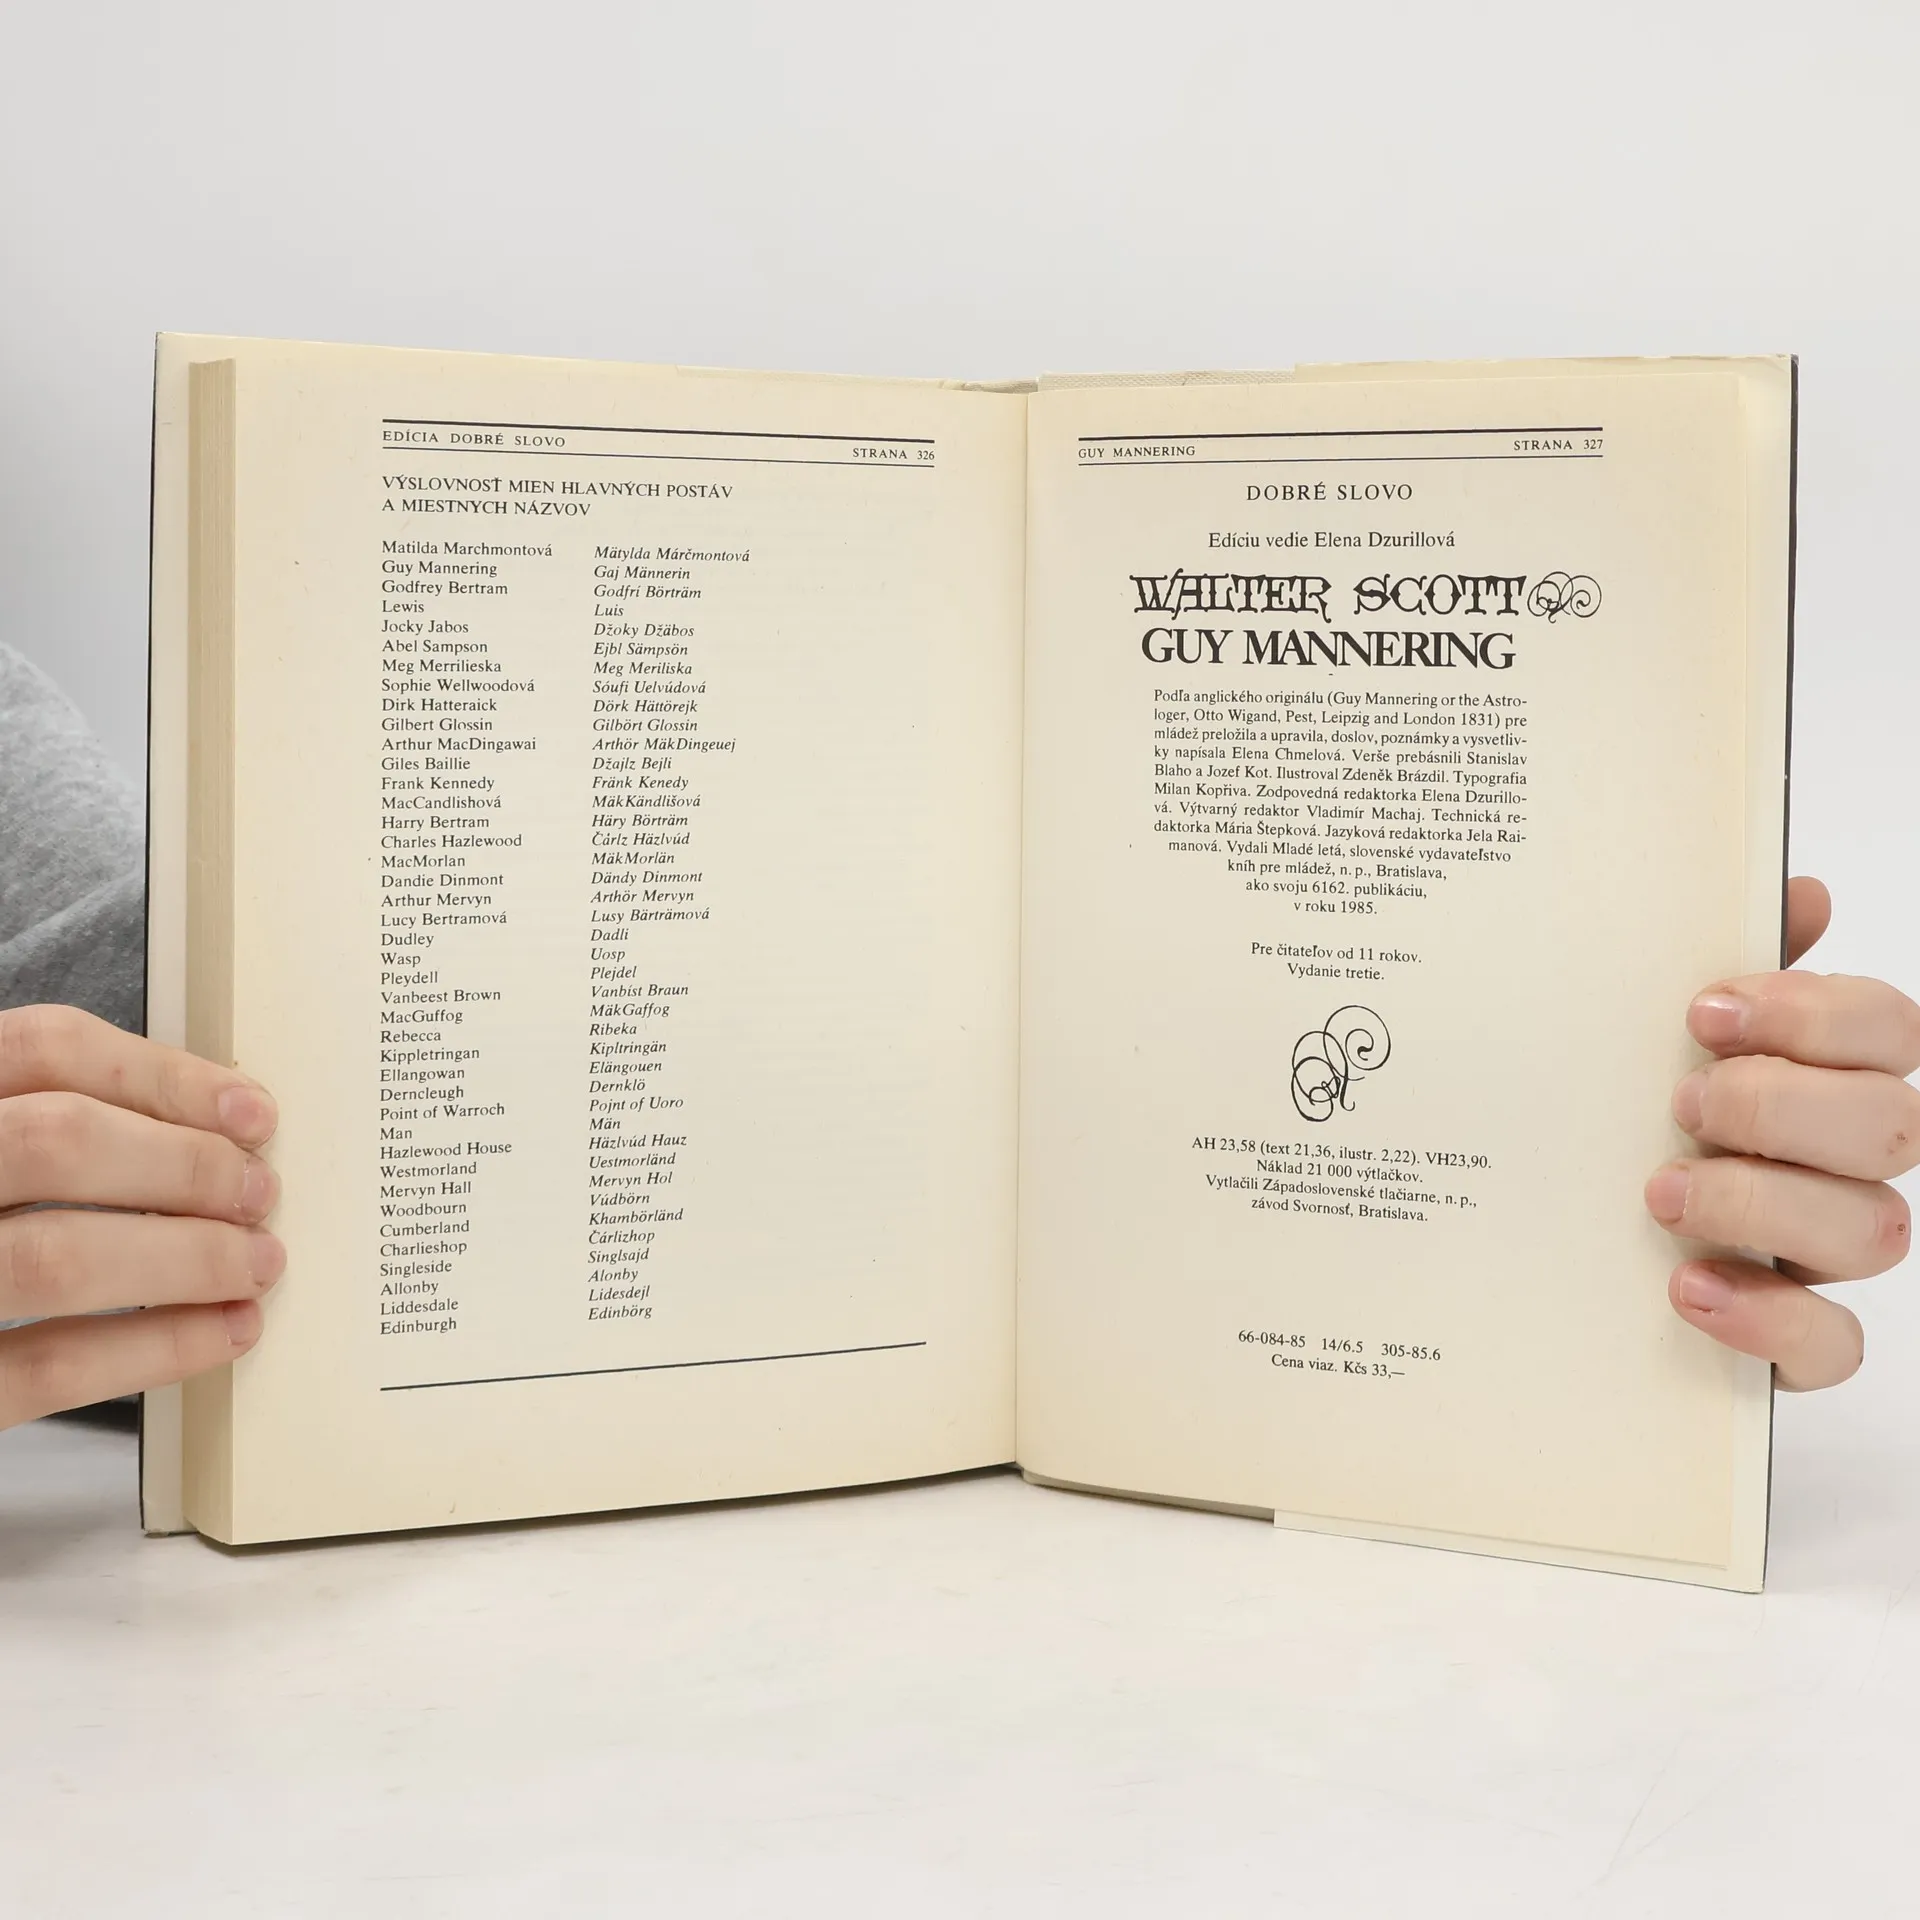 EDÍCIA DOBRÉ SLOVO
STRANA 326
VÝSLOVNOSŤ MIEN HLAVNÝCH POSTÁV
A MIESTNYCH NÁZVOV
Matilda Marchmontová Mätylda Márčmontová
Guy Mannering Gaj Männerin
Godfrey Bertram Godfrí Börträm
Lewis Luis
Jocky Jabos Džoky Džäbos
Abel Sampson Ejbl Sämpsön
Meg Merrilieska Meg Meriliska
Sophie Wellwoodová Sóufi Uelvúdová
Dirk Hatteraick Dörk Hättörejk
Gilbert Glossin Gilbört Glossin
Arthur MacDingawai Arthör MäkDingeuej
Giles Baillie Džajlz Bejli
Frank Kennedy Fränk Kenedy
MacCandlishová MäkKändlišová
Harry Bertram Häry Börträm
Charles Hazlewood Čárlz Häzlvúd
MacMorlan MäkMorlän
Dandie Dinmont Dändy Dinmont
Arthur Mervyn Arthör Mervyn
Lucy Bertramová Lusy Bärträmová
Dudley Dadli
Wasp Uosp
Pleydell Plejdel
Vanbeest Brown Vanbíst Braun
MacGuffog MäkGaffog
Rebecca Ribeka
Kippletringan Kipltringän
Ellangowan Elängouen
Derncleugh Dernklö
Point of Warroch Pojnt of Uoro
Man Män
Hazlewood House Häzlvúd Hauz
Westmorland Uestmorländ
Mervyn Hall Mervyn Hol
Woodbourn Vúdbörn
Cumberland Khambörländ
Charlieshop Čárlizhop
Singleside Singlsajd
Allonby Alonby
Liddesdale Lidesdejl
Edinburgh Edinbörg
GUY MANNERING STRANA 327
DOBRÉ SLOVO
Edíciu vedie Elena Dzurillová
WALTER SCOTT
GUY MANNERING
Podľa anglického originálu (Guy Mannering or the Astro-
loger, Otto Wigand, Pest, Leipzig and London 1831) pre
mládež preložila a upravila, doslov, poznámky a vysvetliv-
ky napísala Elena Chmelová. Verše prebásnili Stanislav
Blaho a Jozef Kot. Ilustroval Zdeněk Brázdil. Typografia
Milan Kopřiva. Zodpovedná redaktorka Elena Dzurillo-
vá. Výtvarný redaktor Vladimír Machaj. Technická re-
daktorka Mária Štepková. Jazyková redaktorka Jela Rai-
manová. Vydali Mladé letá, slovenské vydavateľstvo
kníh pre mládež, n. p., Bratislava,
ako svoju 6162. publikáciu,
v roku 1985.
Pre čitateľov od 11 rokov.
Vydanie tretie.
AH 23,58 (text 21,36, ilustr. 2,22). VH23,90.
Náklad 21 000 výtlačkov.
Vytlačili Západoslovenské tlačiarne, n. p.,
závod Svornosť, Bratislava.
66-084-85 14/6.5 305-85.6
Cena viaz. Kčs 33,—